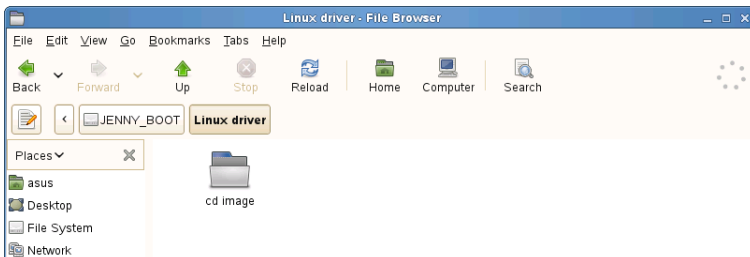 Linux driver - File Browser
File Edit View Go Bookmarks Tabs Help
Back Forward Up Stop Reload Home Computer Search
JENNY_BOOT Linux driver
Places
asus
Desktop
File System
Network
cd image